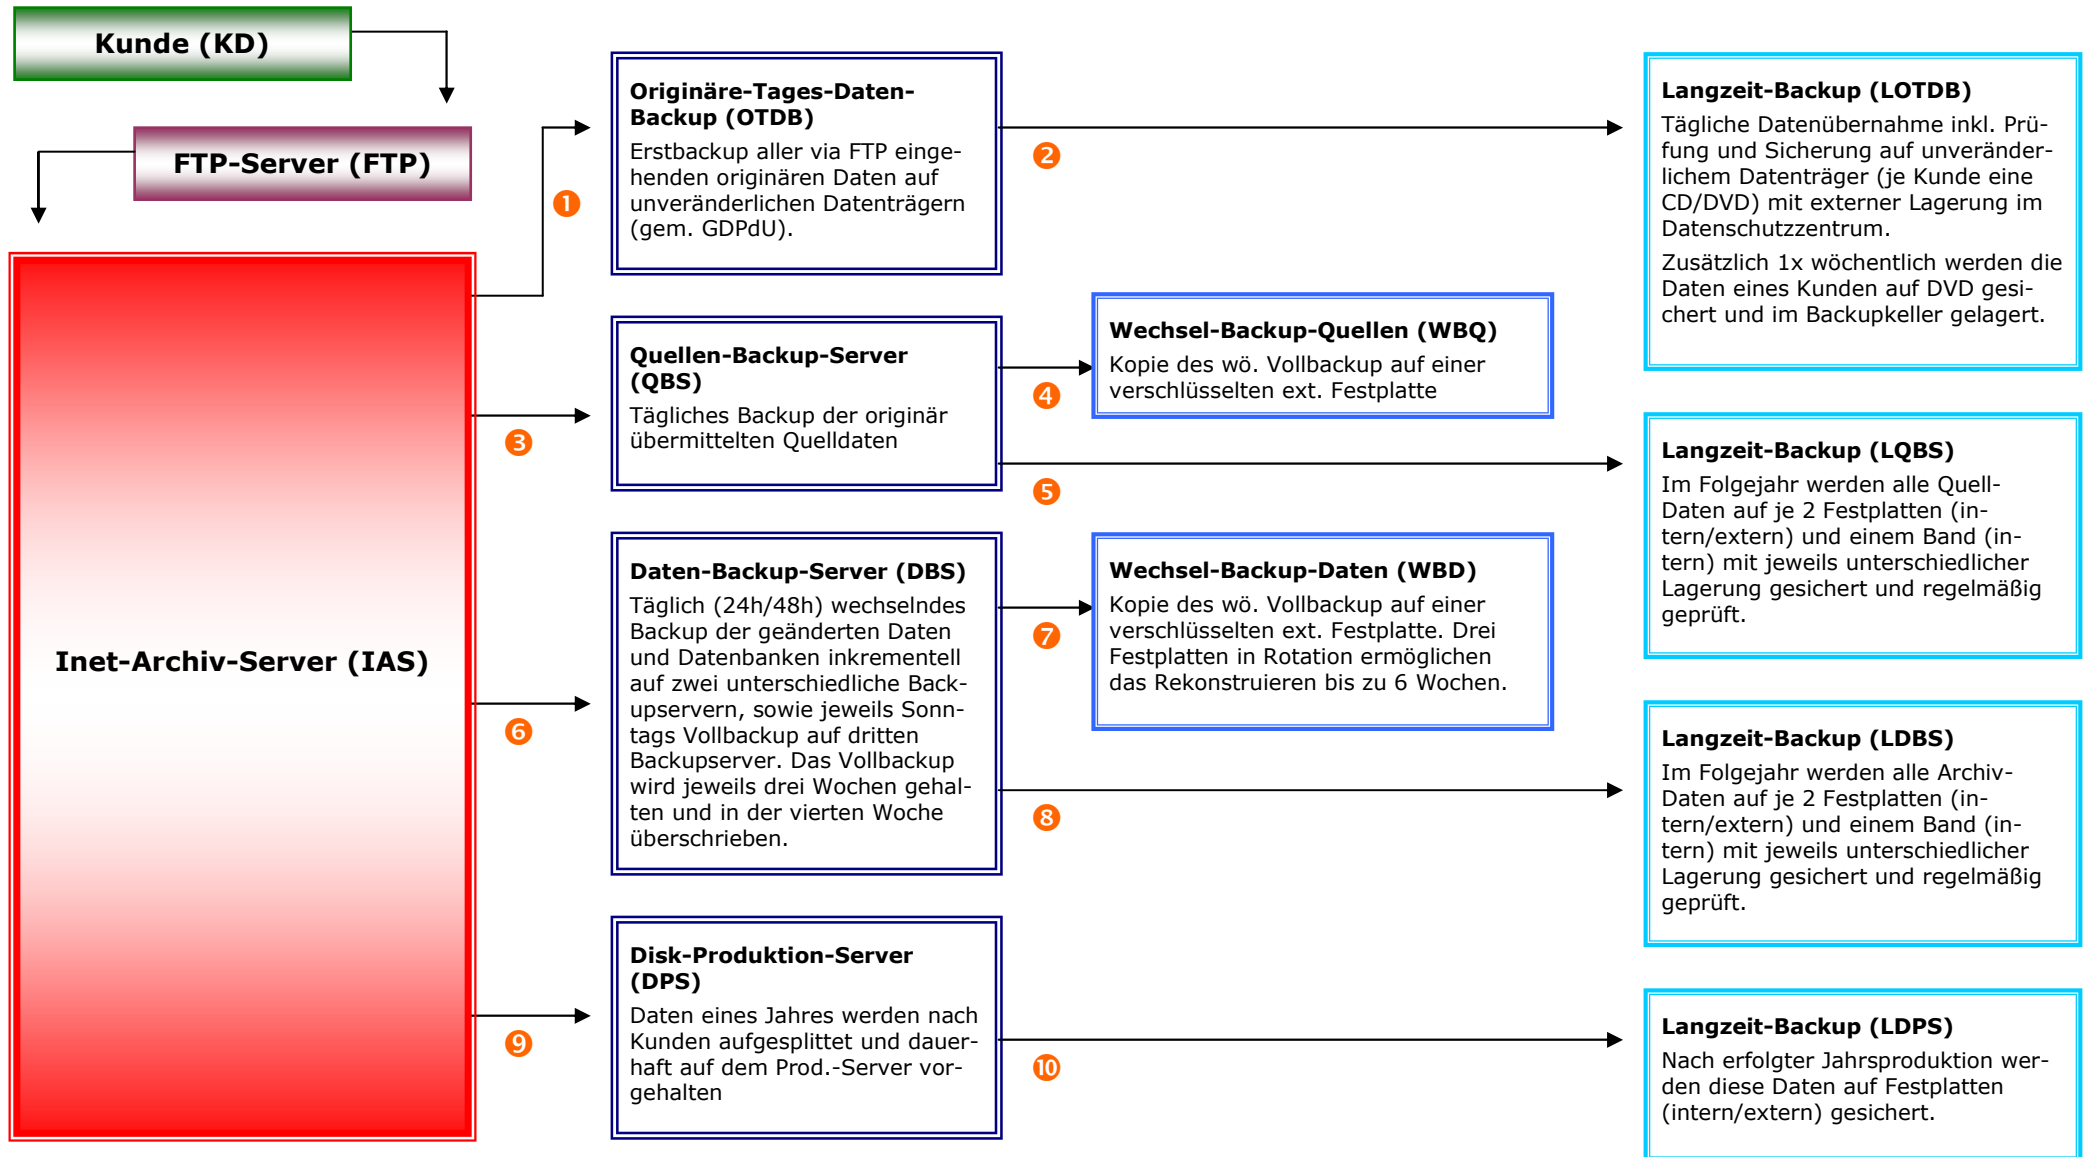 Kunde (KD)
FTP-Server (FTP)
Inet-Archiv-Server (IAS)
❶
Originäre-Tages-Daten-
Backup (OTDB)
Erstbackup aller via FTP einge-
henden originären Daten auf
unveränderlichen Datenträgern
(gem. GDPdU).
❷
Langzeit-Backup (LOTDB)
Tägliche Datenübernahme inkl. Prü-
fung und Sicherung auf unveränder-
lichem Datenträger (je Kunde eine
CD/DVD) mit externer Lagerung im
Datenschutzzentrum.
Zusätzlich 1x wöchentlich werden die
Daten eines Kunden auf DVD gesi-
chert und im Backupkeller gelagert.
❸
Quellen-Backup-Server
(QBS)
Tägliches Backup der originär
übermittelten Quelldaten
❹
Wechsel-Backup-Quellen (WBQ)
Kopie des wö. Vollbackup auf einer
verschlüsselten ext. Festplatte
❺
Langzeit-Backup (LQBS)
Im Folgejahr werden alle Quell-
Daten auf je 2 Festplatten (in-
tern/extern) und einem Band (in-
tern) mit jeweils unterschiedlicher
Lagerung gesichert und regelmäßig
geprüft.
❻
Daten-Backup-Server (DBS)
Täglich (24h/48h) wechselndes
Backup der geänderten Daten
und Datenbanken inkrementell
auf zwei unterschiedliche Back-
upservern, sowie jeweils Sonn-
tags Vollbackup auf dritten
Backupserver. Das Vollbackup
wird jeweils drei Wochen gehal-
ten und in der vierten Woche
überschrieben.
❼
Wechsel-Backup-Daten (WBD)
Kopie des wö. Vollbackup auf einer
verschlüsselten ext. Festplatte. Drei
Festplatten in Rotation ermöglichen
das Rekonstruieren bis zu 6 Wochen.
❽
Langzeit-Backup (LDBS)
Im Folgejahr werden alle Archiv-
Daten auf je 2 Festplatten (in-
tern/extern) und einem Band (in-
tern) mit jeweils unterschiedlicher
Lagerung gesichert und regelmäßig
geprüft.
❾
Disk-Produktion-Server
(DPS)
Daten eines Jahres werden nach
Kunden aufgesplittet und dauer-
haft auf dem Prod.-Server vor-
gehalten
❿
Langzeit-Backup (LDPS)
Nach erfolgter Jahrsproduktion wer-
den diese Daten auf Festplatten
(intern/extern) gesichert.